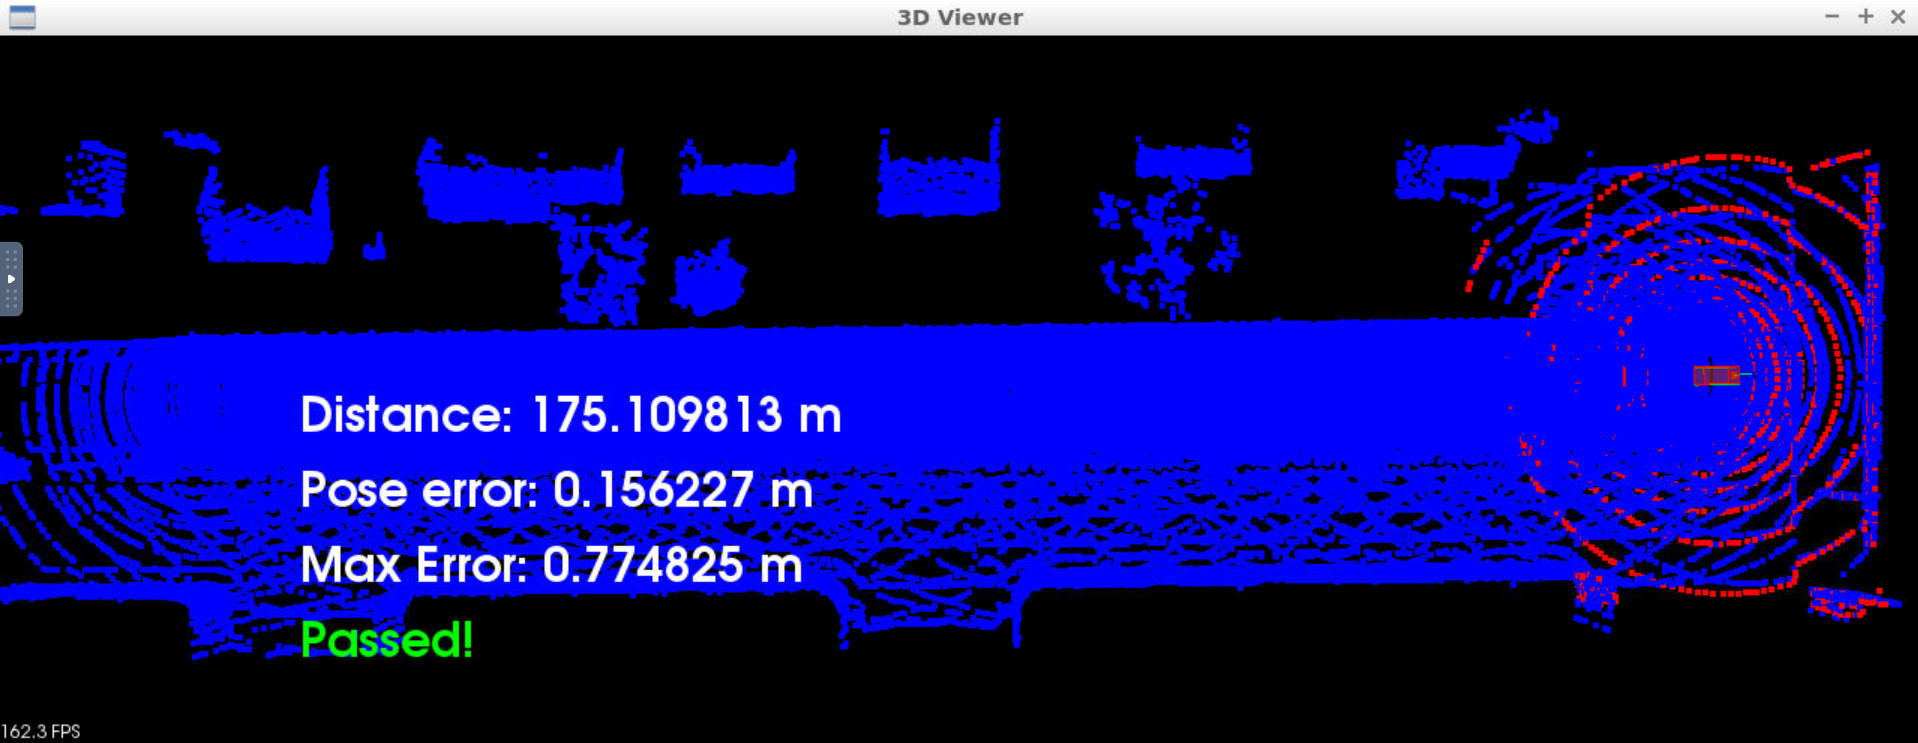 3D Viewer
Distance: 175.109813 m
Pose error: 0.156227 m
Max Error: 0.774825 m
Passed!
162.3 FPS